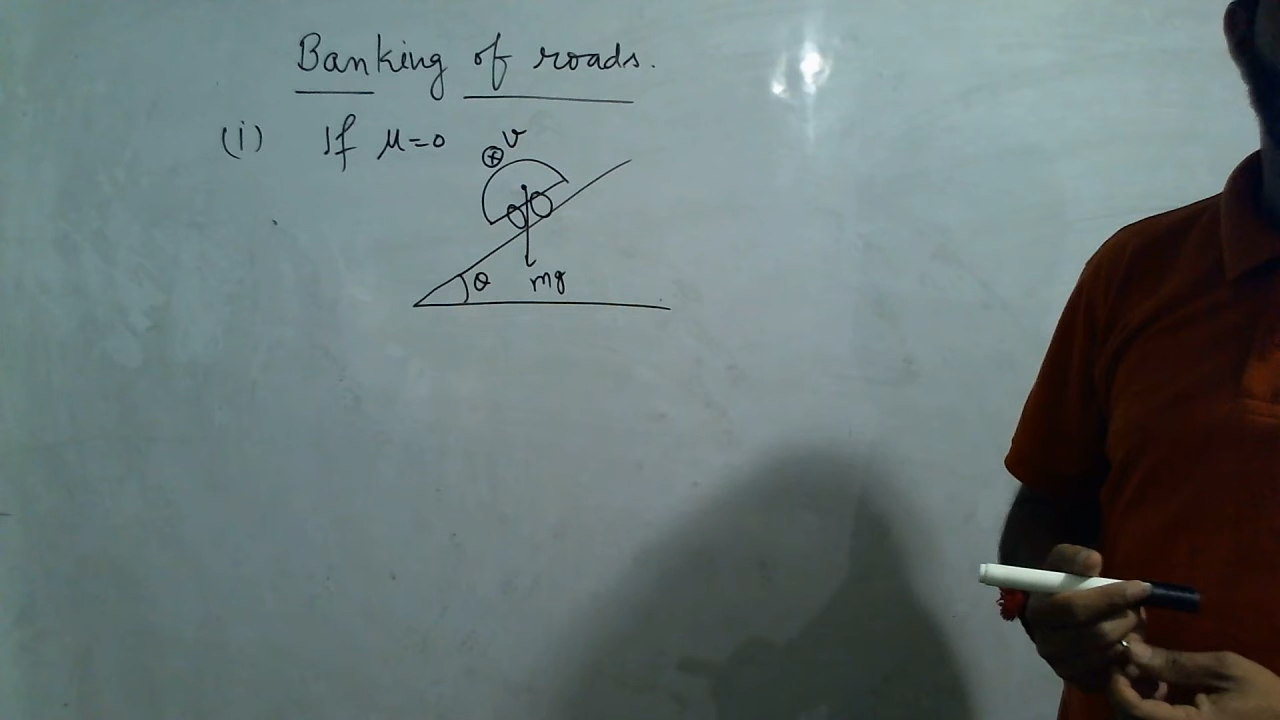 Banking of roads.
(i) If μ=0
⊗ v
θ mg